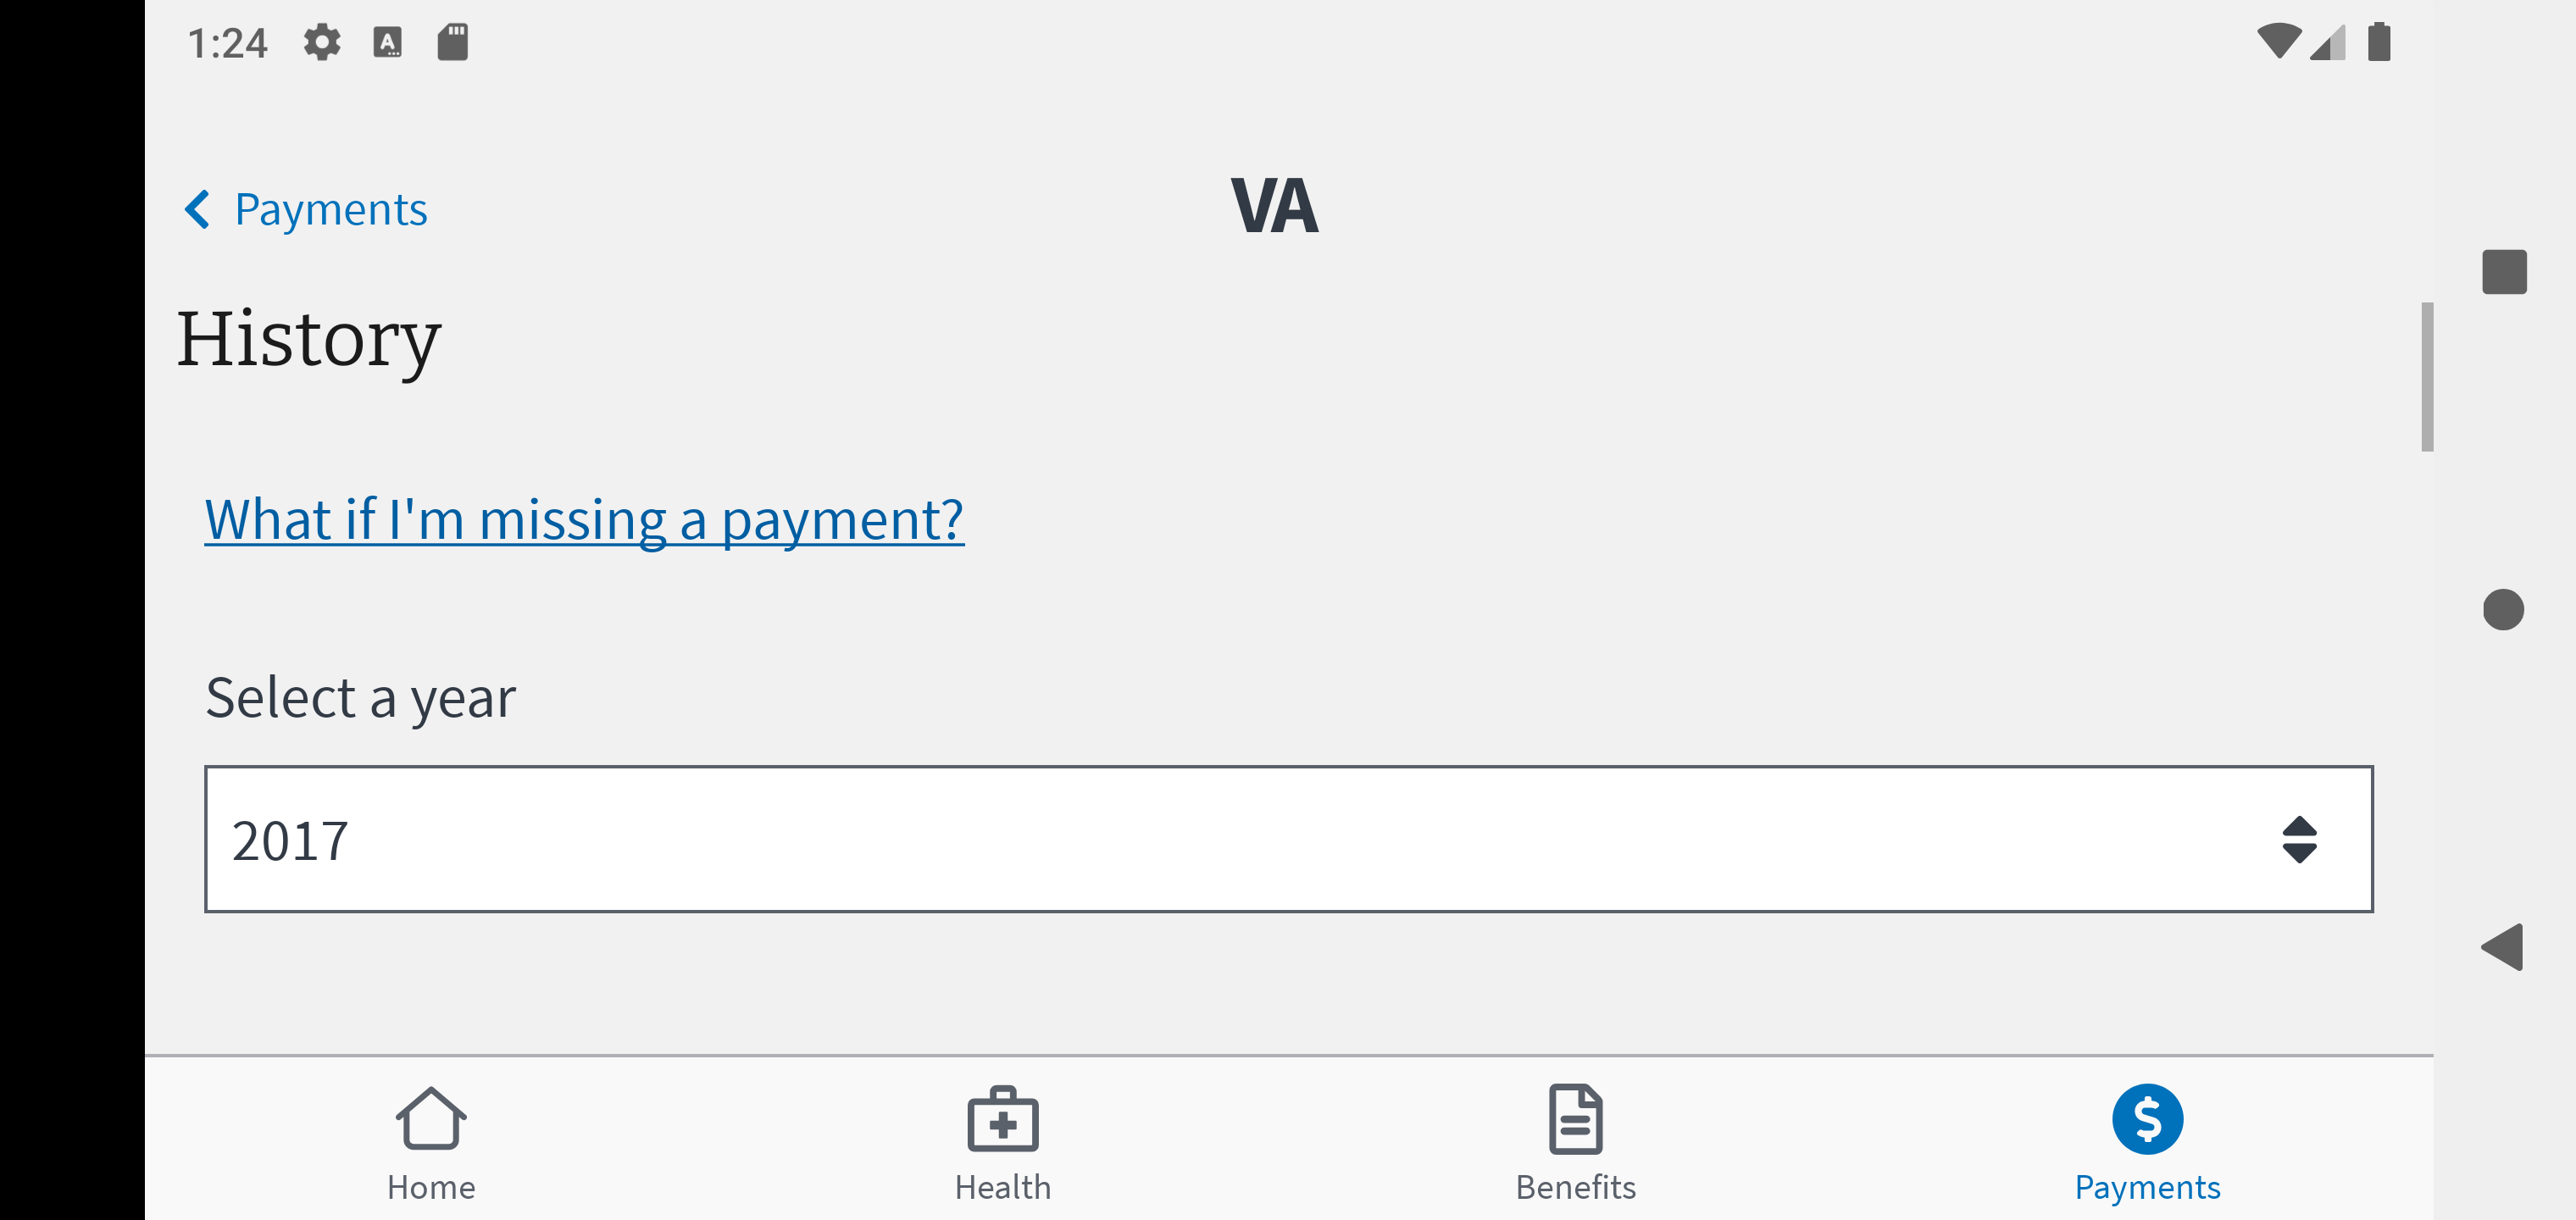 1:24
Payments
VA
History
What if I'm missing a payment?
Select a year
2017
Home
Health
Benefits
Payments